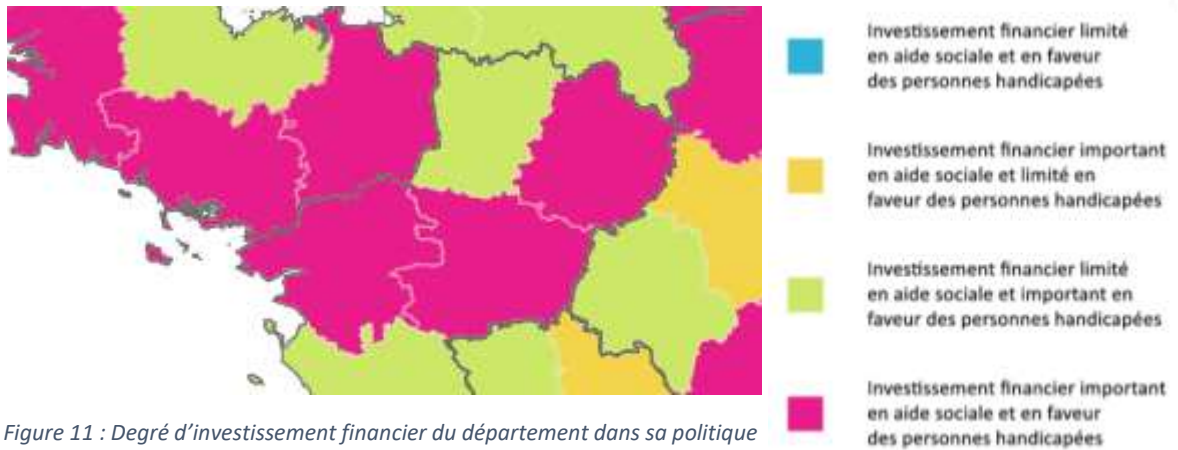 Investissement financier limité
en aide sociale et en faveur
des personnes handicapées
Investissement financier important
en aide sociale et limité en
faveur des personnes handicapées
Investissement financier limité
en aide sociale et important en
faveur des personnes handicapées
Investissement financier important
en aide sociale et en faveur
des personnes handicapées
Figure 11 : Degré d'investissement financier du département dans sa politique